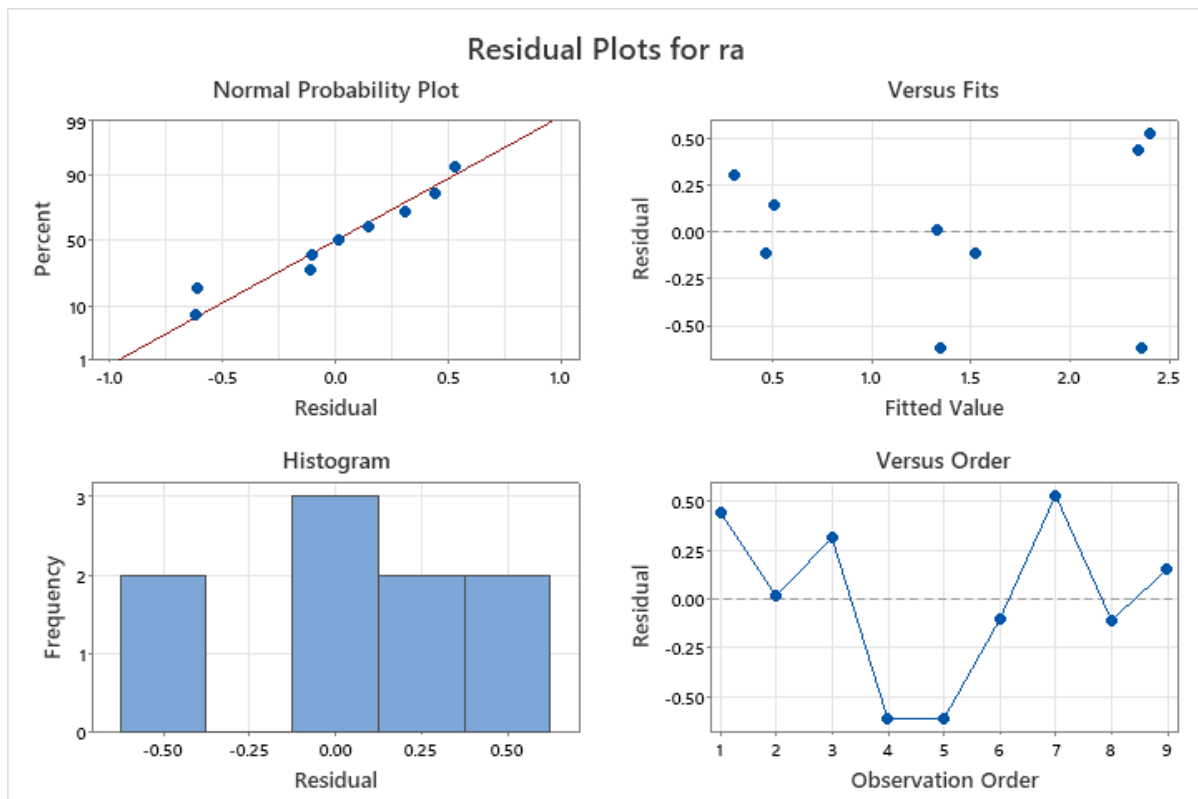 Residual Plots for ra
Normal Probability Plot
99
90
50
10
1
Percent
-1.0 -0.5 0.0 0.5 1.0
Residual
Versus Fits
0.50
0.25
0.00
-0.25
-0.50
Residual
0.5 1.0 1.5 2.0 2.5
Fitted Value
Histogram
3
2
1
0
Frequency
-0.50 -0.25 0.00 0.25 0.50
Residual
Versus Order
0.50
0.25
0.00
-0.25
-0.50
Residual
1 2 3 4 5 6 7 8 9
Observation Order